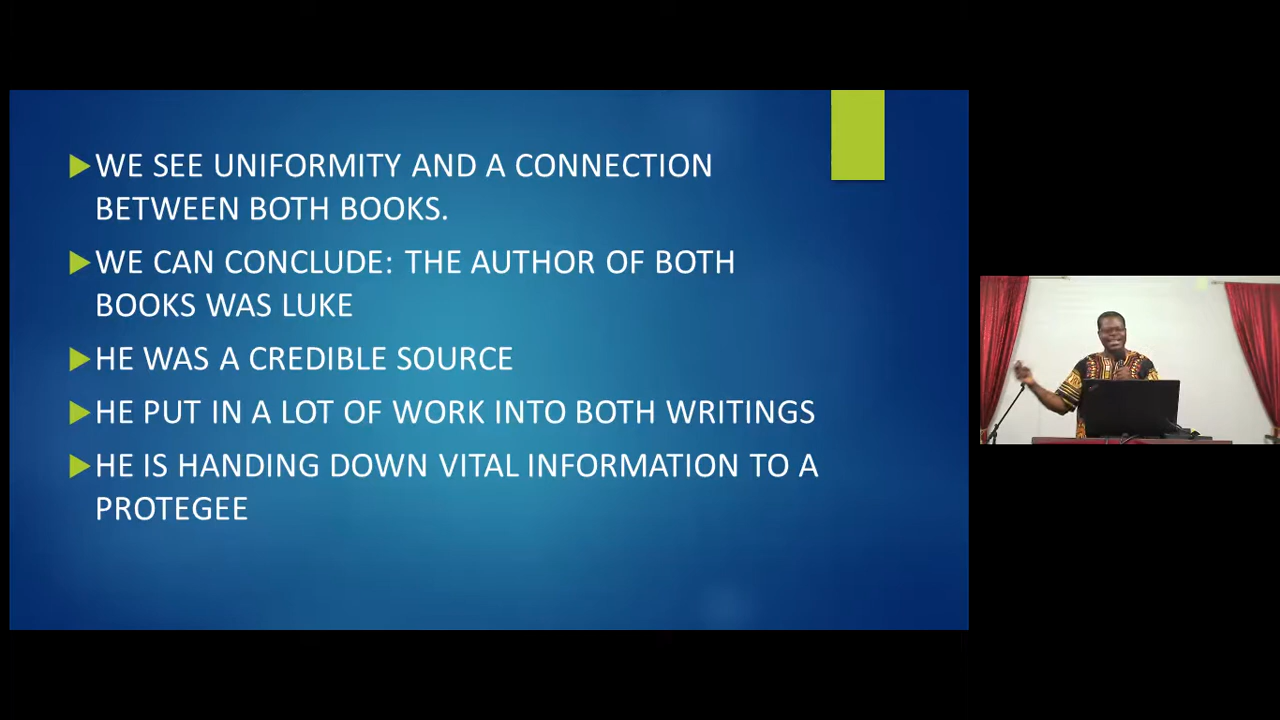 WE SEE UNIFORMITY AND A CONNECTION
BETWEEN BOTH BOOKS.
WE CAN CONCLUDE: THE AUTHOR OF BOTH
BOOKS WAS LUKE
HE WAS A CREDIBLE SOURCE
HE PUT IN A LOT OF WORK INTO BOTH WRITINGS
HE IS HANDING DOWN VITAL INFORMATION TO A
PROTEGEE